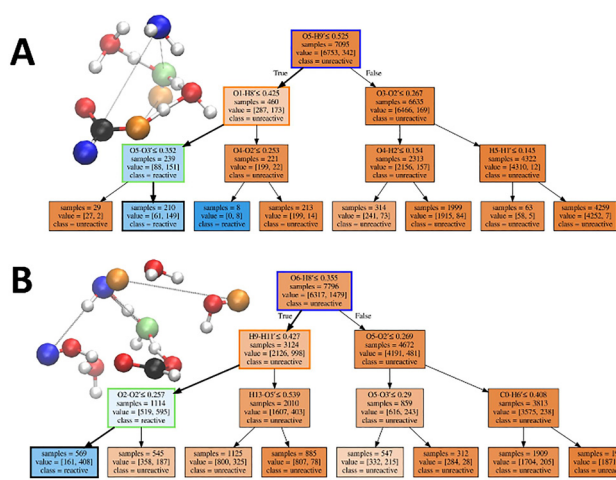 A
O5-H9'≤ 0.525
samples = 7095
value = [6753, 342]
class = unreactive
True
False
O1-H8'≤ 0.425
samples = 460
value = [287, 173]
class = unreactive
O3-O2'≤ 0.267
samples = 6635
value = [6466, 169]
class = unreactive
O5-O3'≤ 0.352
samples = 239
value = [88, 151]
class = reactive
O4-O2'≤ 0.253
samples = 221
value = [199, 22]
class = unreactive
O4-H2'≤ 0.154
samples = 2313
value = [2156, 157]
class = unreactive
H5-H1'≤ 0.145
samples = 4322
value = [4310, 12]
class = unreactive
samples = 29
value = [27, 2]
class = unreactive
samples = 210
value = [61, 149]
class = reactive
samples = 8
value = [0, 8]
class = reactive
samples = 213
value = [199, 14]
class = unreactive
samples = 314
value = [241, 73]
class = unreactive
samples = 1999
value = [1915, 84]
class = unreactive
samples = 63
value = [58, 5]
class = unreactive
samples = 4259
value = [4252, 7]
class = unreactive
B
O6-H8'≤ 0.355
samples = 7796
value = [6317, 1479]
class = unreactive
True
False
H9-H11'≤ 0.427
samples = 3124
value = [2126, 998]
class = unreactive
O5-O2'≤ 0.269
samples = 4672
value = [4191, 481]
class = unreactive
O2-O2'≤ 0.257
samples = 1114
value = [519, 595]
class = reactive
H13-O5'≤ 0.539
samples = 2010
value = [1607, 403]
class = unreactive
O5-O3'≤ 0.29
samples = 859
value = [616, 243]
class = unreactive
C0-H6'≤ 0.408
samples = 3813
value = [3575, 238]
class = unreactive
samples = 569
value = [161, 408]
class = reactive
samples = 545
value = [358, 187]
class = unreactive
samples = 1125
value = [800, 325]
class = unreactive
samples = 885
value = [807, 78]
class = unreactive
samples = 547
value = [332, 215]
class = unreactive
samples = 312
value = [284, 28]
class = unreactive
samples = 1909
value = [1704, 205]
class = unreactive
samples = 19
value = [1871
class = unreac